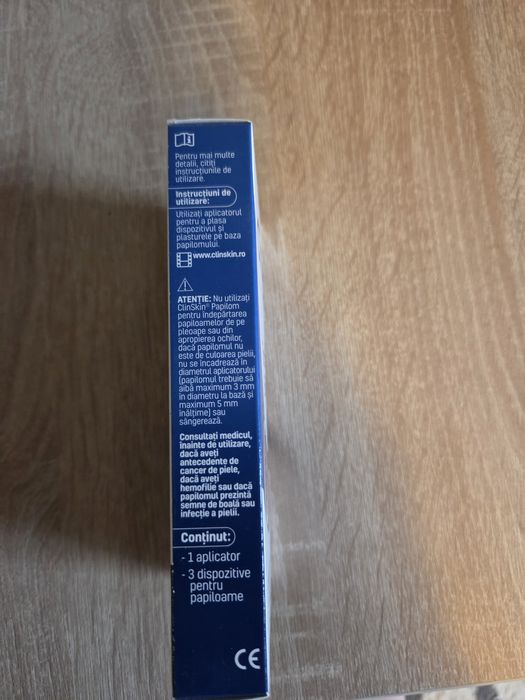 Pentru mai multe
detalii, citiți
instrucțiunile de
utilizare.
Instrucțiuni de
utilizare:
Utilizați aplicatorul
pentru a plasa
dispozitivul și
plasturele pe baza
papilomului.
www.clinskin.ro
ATENȚIE: Nu utilizați
ClinSkin® Papilom
pentru îndepărtarea
papiloamelor de pe
pleoape sau din
apropierea ochilor,
dacă papilomul nu
este de culoarea pielii,
nu se încadrează în
diametrul aplicatorului
(papilomul trebuie să
aibă maximum 3 mm
în diametru la bază și
maximum 5 mm
înălțime) sau
sângerează.
Consultați medicul,
înainte de utilizare,
dacă aveți
antecedente de
cancer de piele,
dacă aveți
hemofilie sau dacă
papilomul prezintă
semne de boală sau
infecție a pielii.
Conținut:
- 1 aplicator
- 3 dispozitive
pentru
papiloame
CE